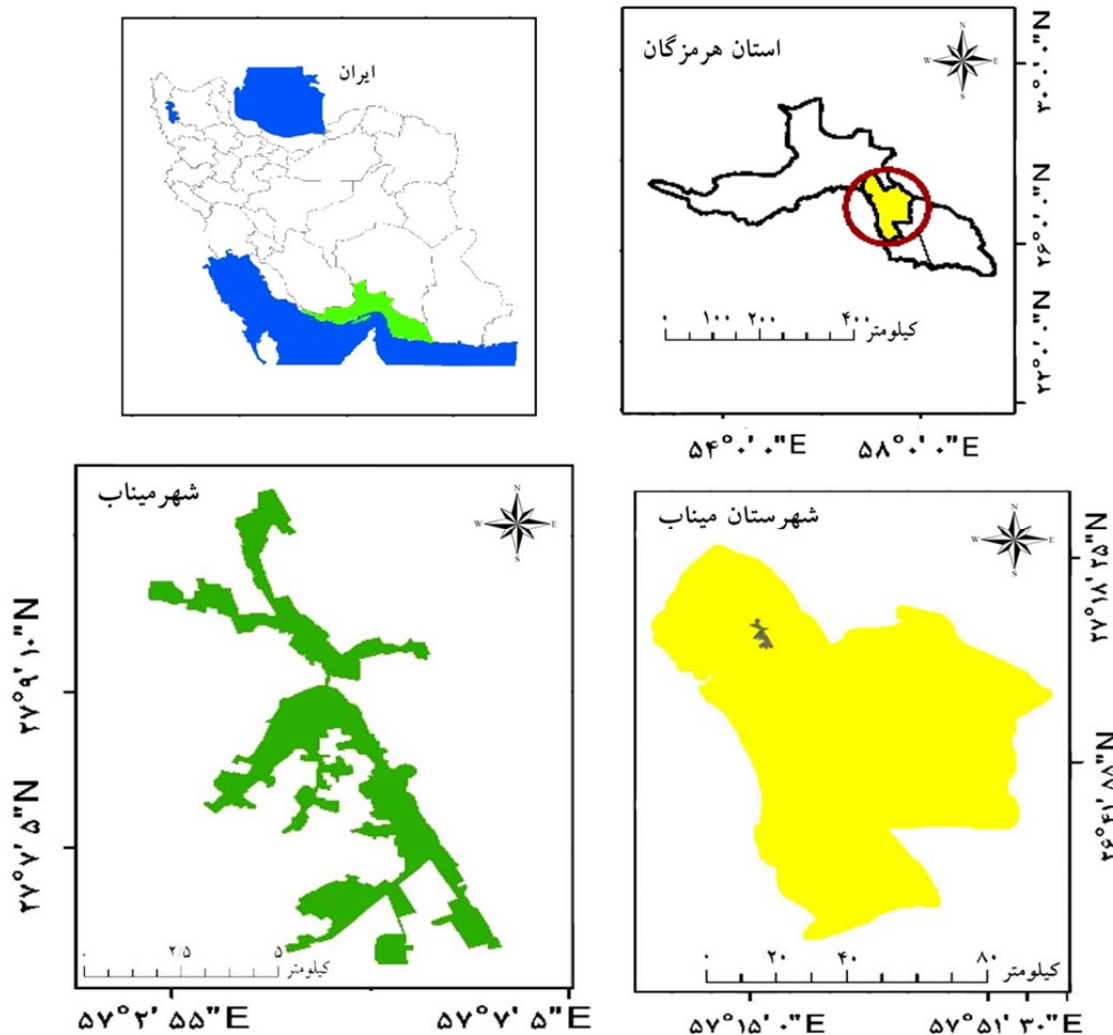 ایران
استان هرمزگان
N
W E
S
۳۰°۰'۰"N
۲۶°۰'۰"N
۲۲°۰'۰"N
۰ ۱۰۰ ۲۰۰ ۴۰۰
کیلومتر
۵۴°۰'۰"E ۵۸°۰'۰"E
شهر میناب
N
W E
S
۲۷°۹'۱۰"N
۲۷°۷'۵"N
۰ ۲/۵ ۵
کیلومتر
۵۷°۲'۵۵"E ۵۷°۷'۵"E
شهرستان میناب
N
W E
S
۲۷°۱۸'۲۵"N
۲۶°۴۱'۸۸"N
۰ ۲۰ ۴۰ ۸۰
کیلومتر
۵۷°۱۵'۰"E ۵۷°۵۱'۳۰"E